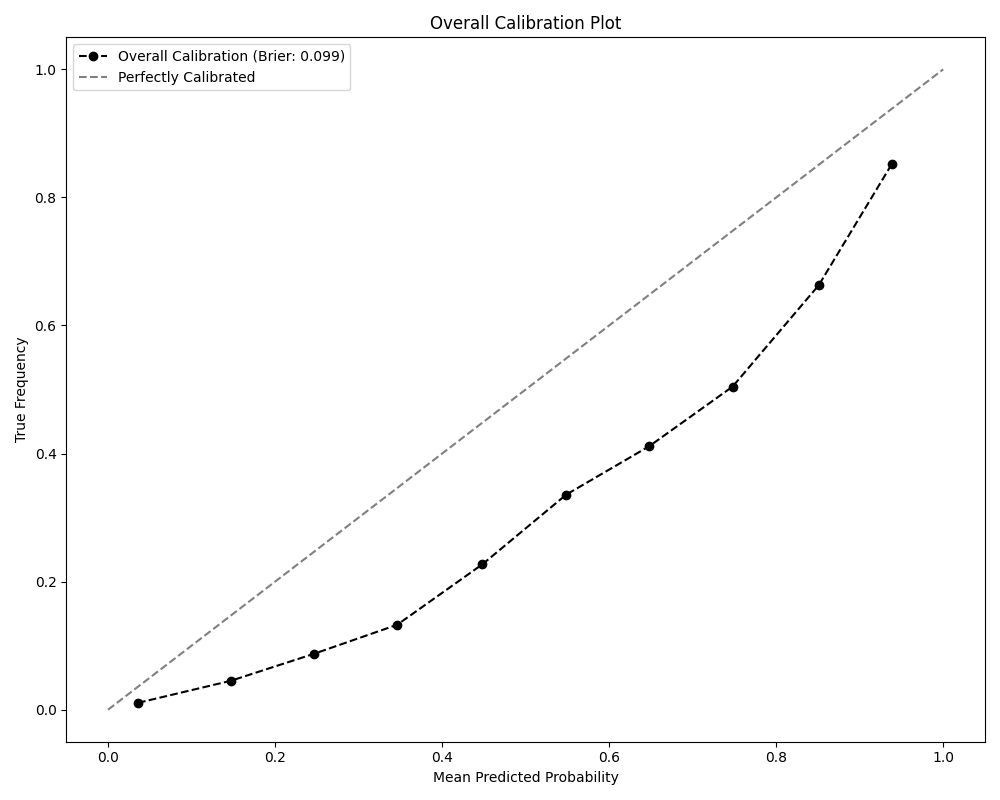 Overall Calibration Plot
Overall Calibration (Brier: 0.099)
Perfectly Calibrated
1.0
0.8
0.6
0.4
0.2
0.0
True Frequency
0.0 0.2 0.4 0.6 0.8 1.0
Mean Predicted Probability